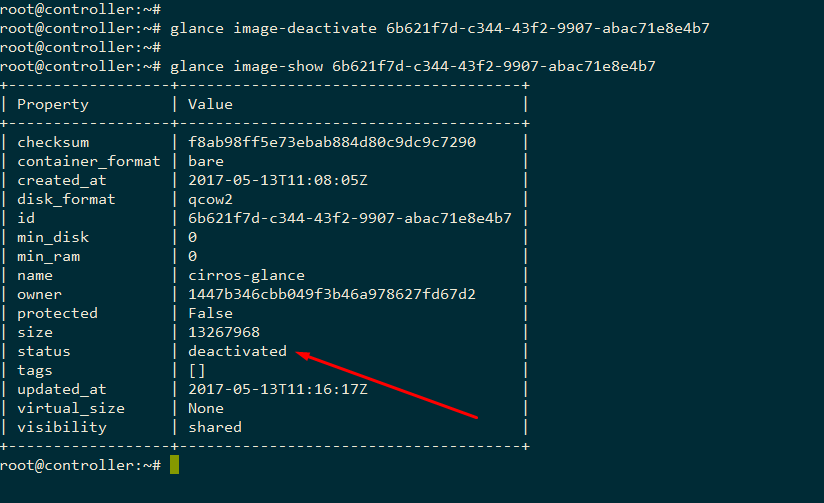 root@controller:~#
root@controller:~# glance image-deactivate 6b621f7d-c344-43f2-9907-abac71e8e4b7
root@controller:~#
root@controller:~# glance image-show 6b621f7d-c344-43f2-9907-abac71e8e4b7
+------------------+--------------------------------------+
| Property         | Value                                |
+------------------+--------------------------------------+
| checksum         | f8ab98ff5e73ebab884d80c9dc9c7290     |
| container_format | bare                                 |
| created_at       | 2017-05-13T11:08:05Z                 |
| disk_format      | qcow2                                |
| id               | 6b621f7d-c344-43f2-9907-abac71e8e4b7 |
| min_disk         | 0                                    |
| min_ram          | 0                                    |
| name             | cirros-glance                        |
| owner            | 1447b346cbb049f3b46a978627fd67d2     |
| protected        | False                                |
| size             | 13267968                             |
| status           | deactivated                          |
| tags             | []                                   |
| updated_at       | 2017-05-13T11:16:17Z                 |
| virtual_size     | None                                 |
| visibility       | shared                               |
+------------------+--------------------------------------+
root@controller:~#